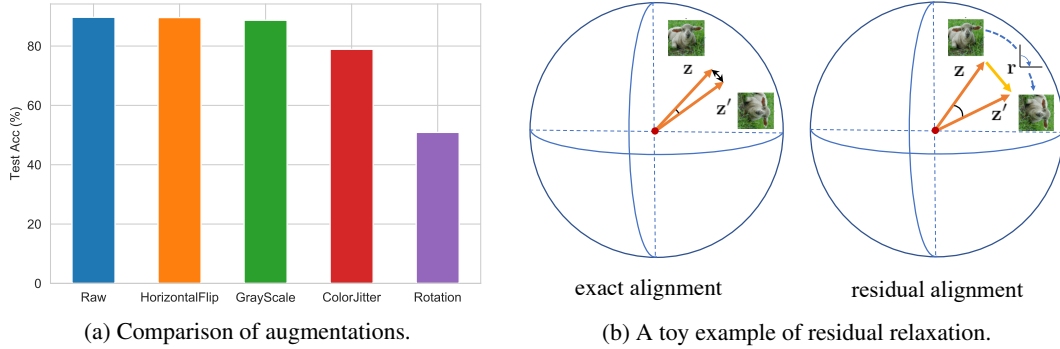 Test Acc (%)
80
60
40
20
0
Raw
HorizontalFlip
GrayScale
ColorJitter
Rotation
(a) Comparison of augmentations.
z
z′
exact alignment
z
r
z′
residual alignment
(b) A toy example of residual relaxation.